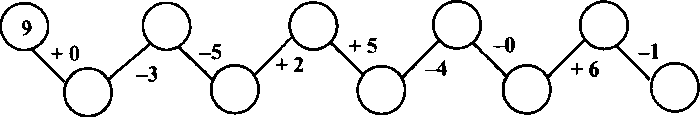 9 + 0 –3 –5 + 2 + 5 –4 –0 + 6 –1